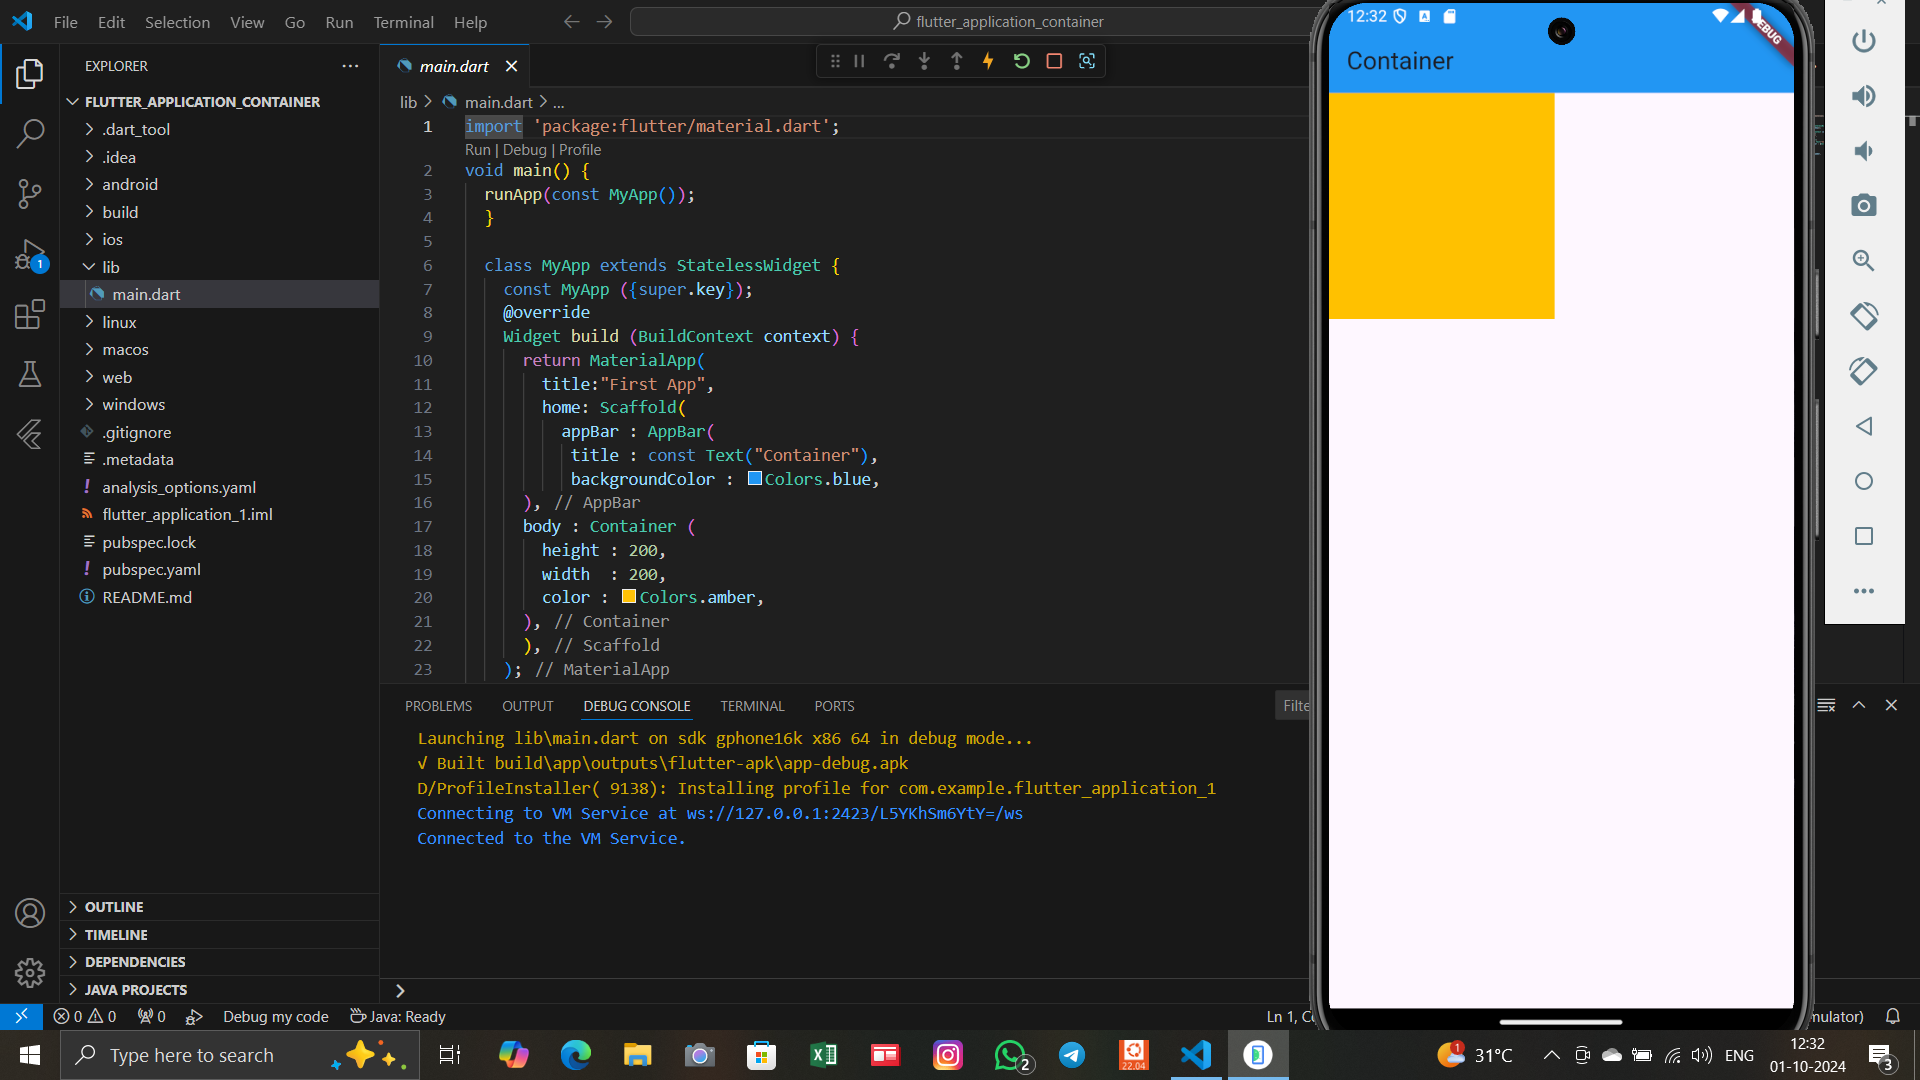 File Edit Selection View Go Run Terminal Help
flutter_application_container
EXPLORER
FLUTTER_APPLICATION_CONTAINER
.dart_tool
.idea
android
build
ios
lib
main.dart
linux
macos
web
windows
.gitignore
.metadata
analysis_options.yaml
flutter_application_1.iml
pubspec.lock
pubspec.yaml
README.md
OUTLINE
TIMELINE
DEPENDENCIES
JAVA PROJECTS
1
main.dart
lib > main.dart > ...
1 import 'package:flutter/material.dart';
Run | Debug | Profile
2 void main() {
3 runApp(const MyApp());
4 }
5
6 class MyApp extends StatelessWidget {
7 const MyApp ({super.key});
8 @override
9 Widget build (BuildContext context) {
10 return MaterialApp(
11 title:"First App",
12 home: Scaffold(
13 appBar : AppBar(
14 title : const Text("Container"),
15 backgroundColor : Colors.blue,
16 ), // AppBar
17 body : Container (
18 height : 200,
19 width  : 200,
20 color : Colors.amber,
21 ), // Container
22 ), // Scaffold
23 ); // MaterialApp
PROBLEMS OUTPUT DEBUG CONSOLE TERMINAL PORTS
Filte
Launching lib\main.dart on sdk gphone16k x86 64 in debug mode...
√ Built build\app\outputs\flutter-apk\app-debug.apk
D/ProfileInstaller( 9138): Installing profile for com.example.flutter_application_1
Connecting to VM Service at ws://127.0.0.1:2423/L5YKhSm6YtY=/ws
Connected to the VM Service.
12:32
DEBUG
Container
0 0 0 Debug my code Java: Ready
Ln 1, C
mulator)
Type here to search
2
22.04
1
31°C
ENG
12:32
01-10-2024
3